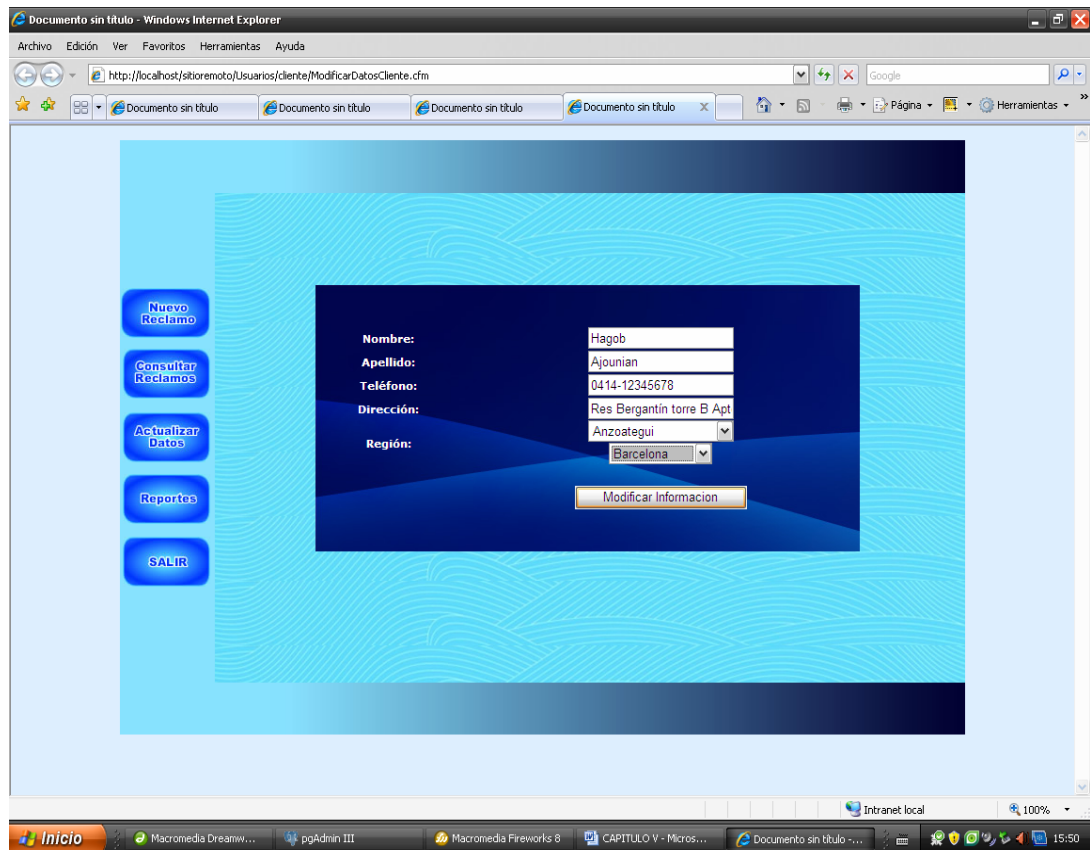 Documento sin título - Windows Internet Explorer
Archivo Edición Ver Favoritos Herramientas Ayuda
http://localhost/sitioremoto/Usuarios/cliente/ModificarDatosCliente.cfm
Google
Documento sin título Documento sin título Documento sin título Documento sin título Página Herramientas
Nuevo
Reclamo
Consultar
Reclamos
Actualizar
Datos
Reportes
SALIR
Nombre: Hagob
Apellido: Ajounian
Teléfono: 0414-12345678
Dirección: Res Bergantín torre B Apt
Región: Anzoategui
Barcelona
Modificar Informacion
Intranet local 100%
Inicio Macromedia Dreamw... pgAdmin III Macromedia Fireworks 8 CAPITULO V - Micros... Documento sin título -... 15:50